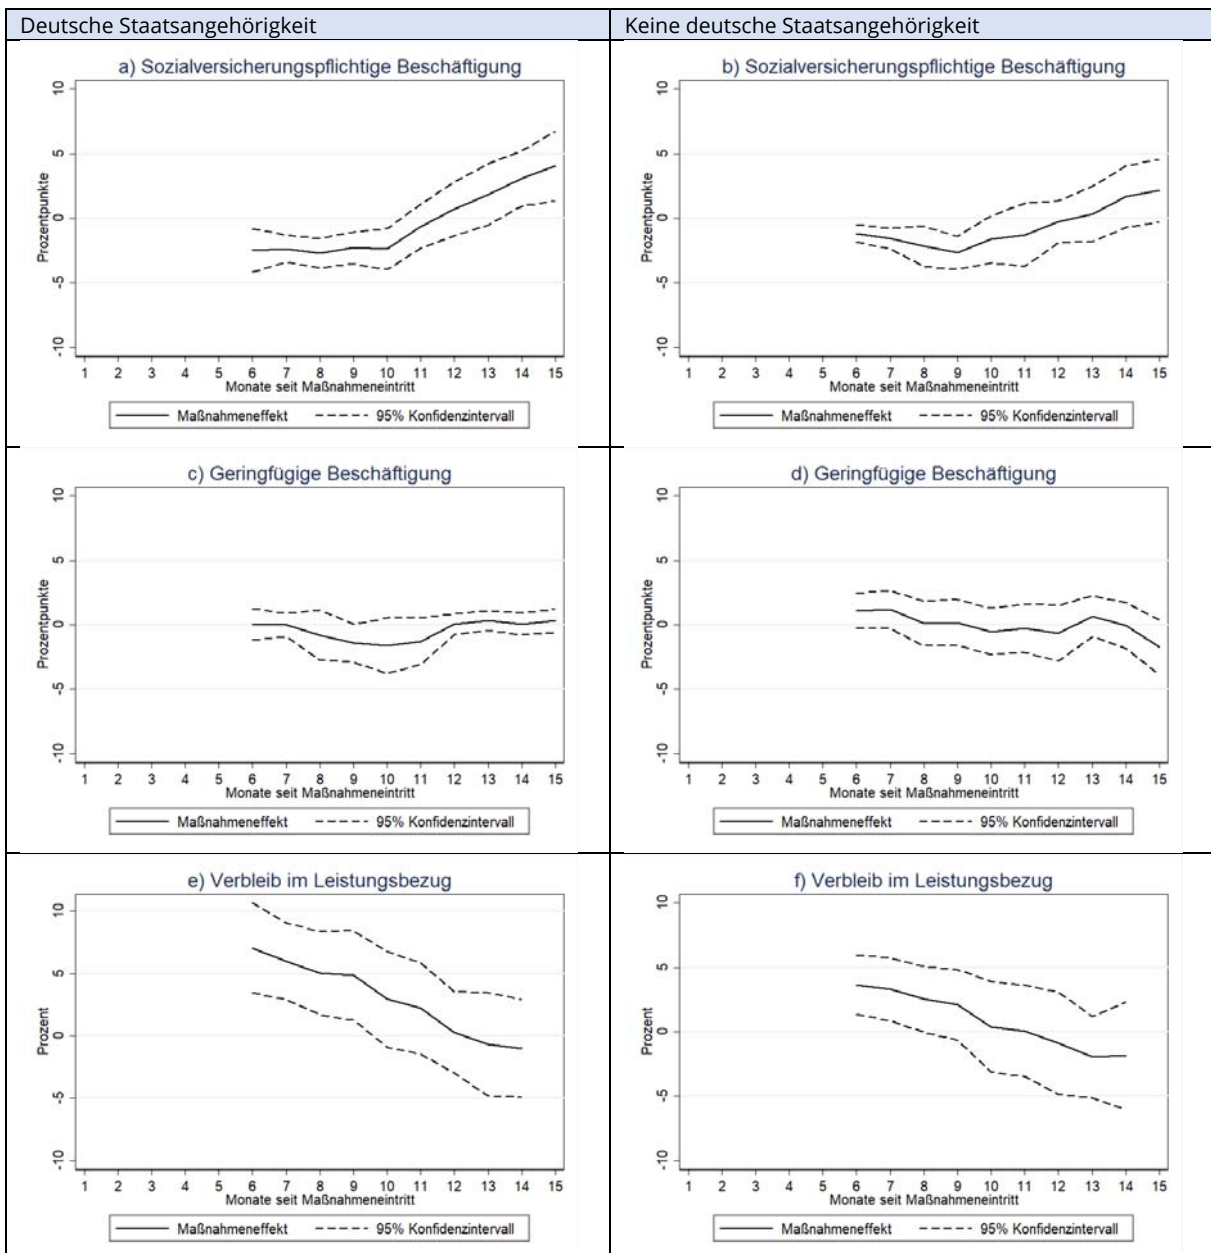 Deutsche Staatsangehörigkeit
Keine deutsche Staatsangehörigkeit
a) Sozialversicherungspflichtige Beschäftigung
Prozentpunkte
10
5
0
-5
-10
1 2 3 4 5 6 7 8 9 10 11 12 13 14 15
Monate seit Maßnahmeneintritt
Maßnahmeneffekt 95% Konfidenzintervall
b) Sozialversicherungspflichtige Beschäftigung
Prozentpunkte
10
5
0
-5
-10
1 2 3 4 5 6 7 8 9 10 11 12 13 14 15
Monate seit Maßnahmeneintritt
Maßnahmeneffekt 95% Konfidenzintervall
c) Geringfügige Beschäftigung
Prozentpunkte
10
5
0
-5
-10
1 2 3 4 5 6 7 8 9 10 11 12 13 14 15
Monate seit Maßnahmeneintritt
Maßnahmeneffekt 95% Konfidenzintervall
d) Geringfügige Beschäftigung
Prozentpunkte
10
5
0
-5
-10
1 2 3 4 5 6 7 8 9 10 11 12 13 14 15
Monate seit Maßnahmeneintritt
Maßnahmeneffekt 95% Konfidenzintervall
e) Verbleib im Leistungsbezug
Prozent
10
5
0
-5
-10
1 2 3 4 5 6 7 8 9 10 11 12 13 14 15
Monate seit Maßnahmeneintritt
Maßnahmeneffekt 95% Konfidenzintervall
f) Verbleib im Leistungsbezug
Prozent
10
5
0
-5
-10
1 2 3 4 5 6 7 8 9 10 11 12 13 14 15
Monate seit Maßnahmeneintritt
Maßnahmeneffekt 95% Konfidenzintervall